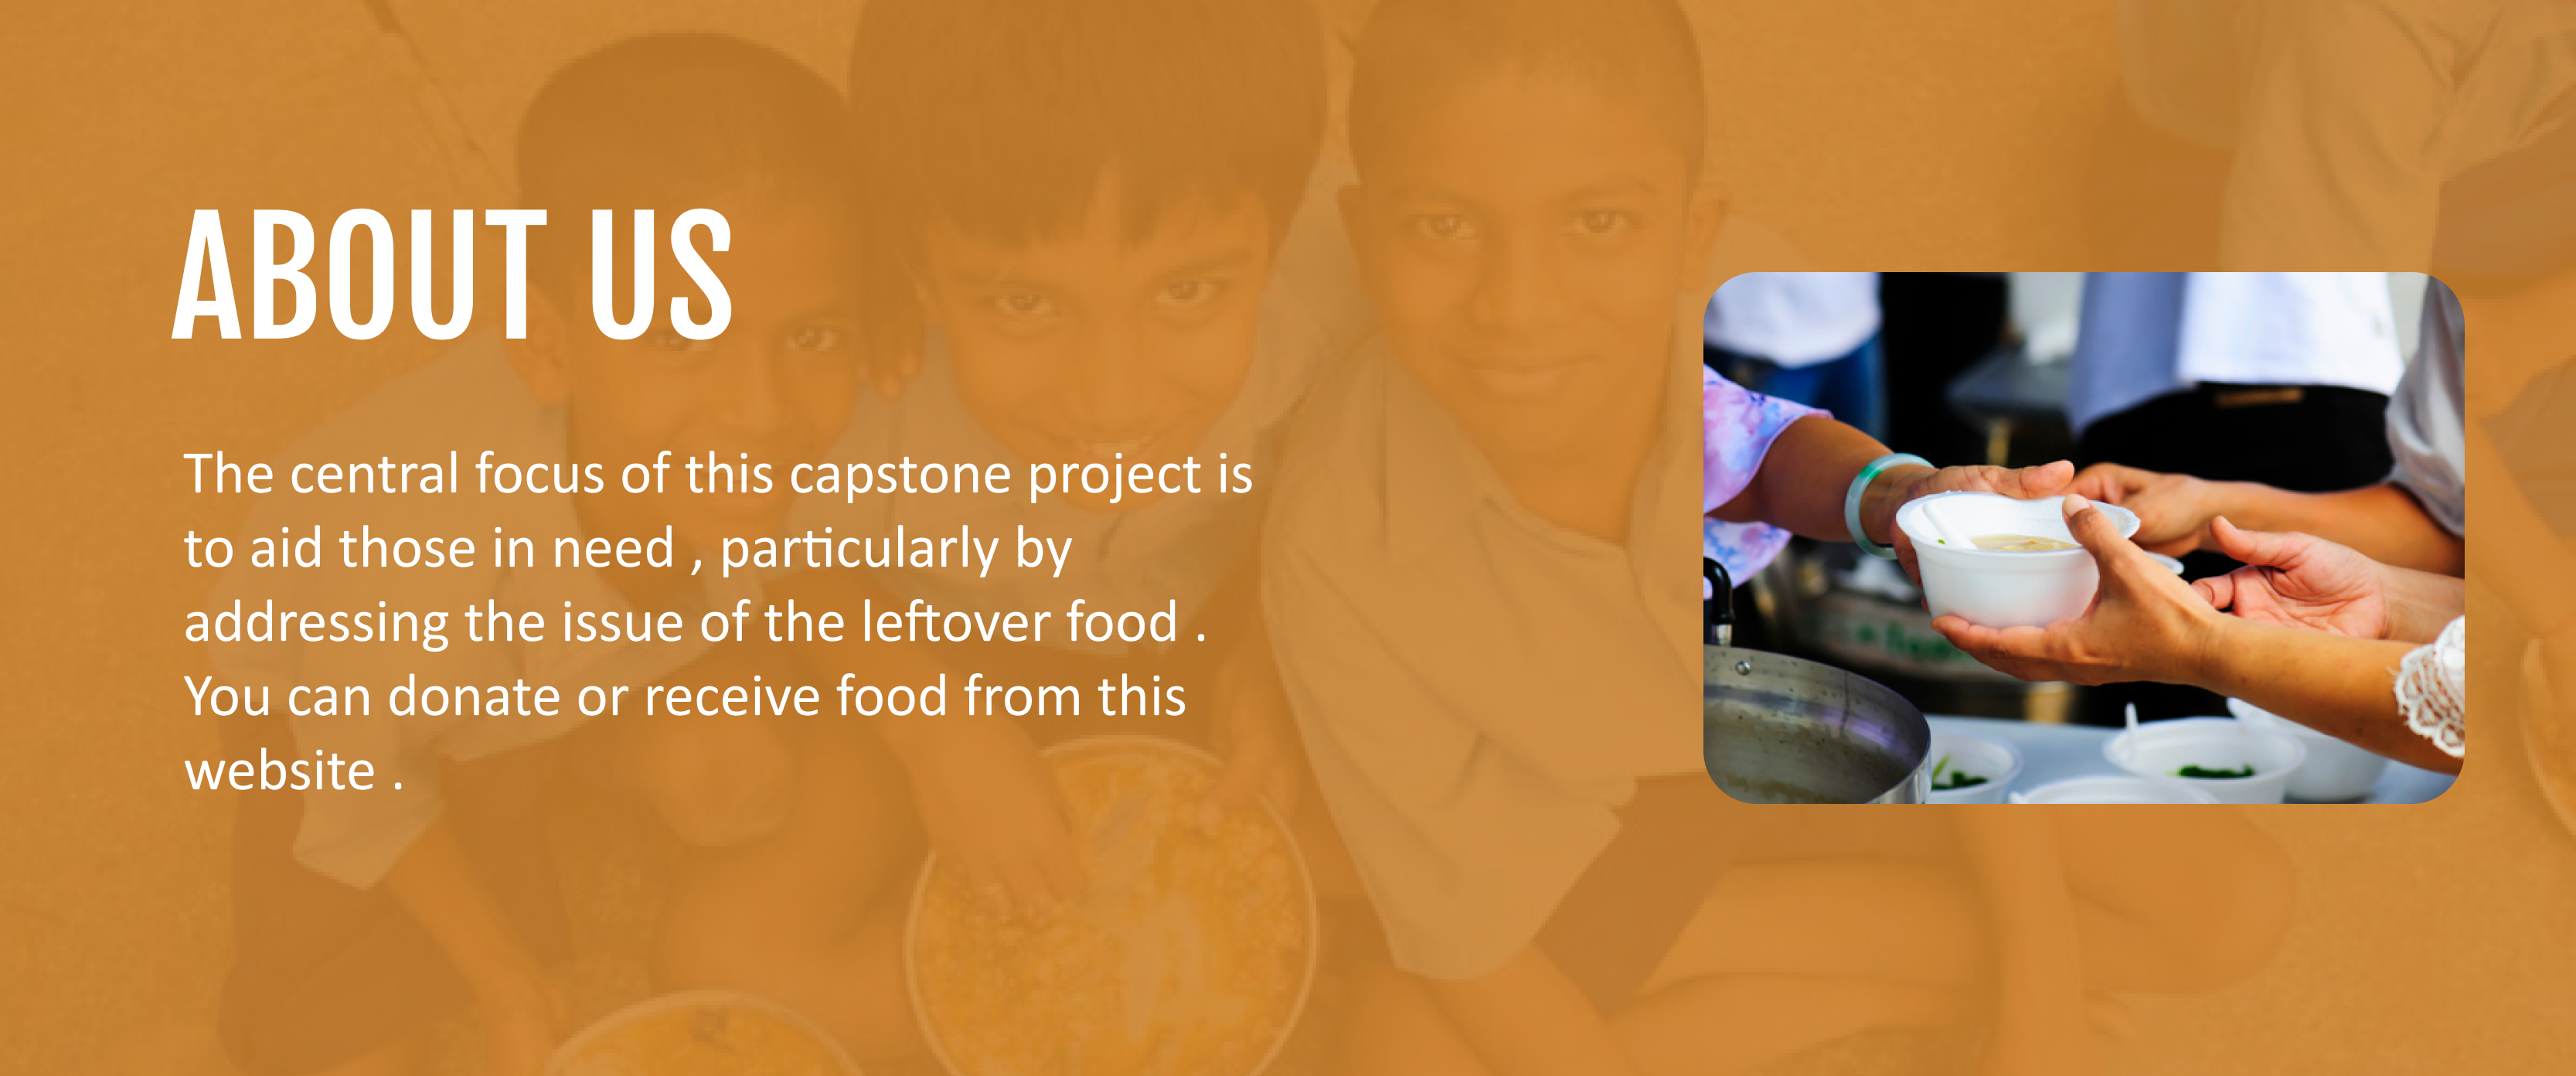 ABOUT US
The central focus of this capstone project is
to aid those in need , particularly by
addressing the issue of the leftover food .
You can donate or receive food from this
website .